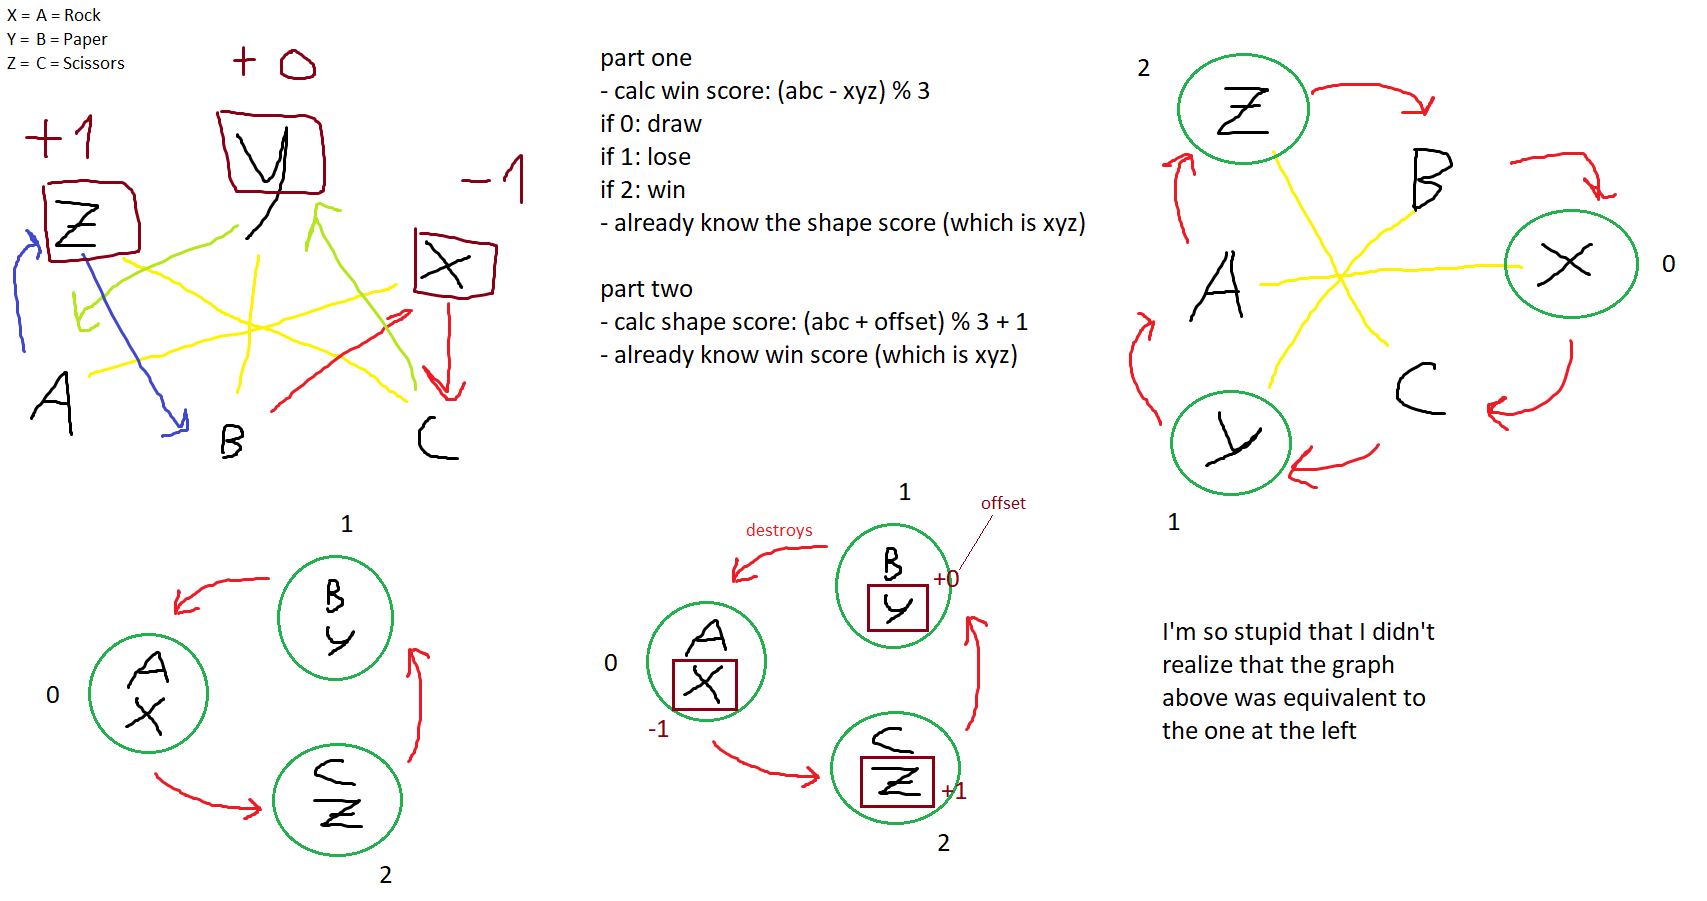 X = A = Rock
Y = B = Paper
Z = C = Scissors
+ 0
+1
Y
Z
-1
X
A
B
C
part one
- calc win score: (abc - xyz) % 3
if 0: draw
if 1: lose
if 2: win
- already know the shape score (which is xyz)
part two
- calc shape score: (abc + offset) % 3 + 1
- already know win score (which is xyz)
2
Z
B
X
0
A
C
Y
1
1
B
Y
A
X
0
C
Z
2
1
offset
destroys
B
+0
Y
A
0
X
-1
C
Z
+1
2
I'm so stupid that I didn't
realize that the graph
above was equivalent to
the one at the left